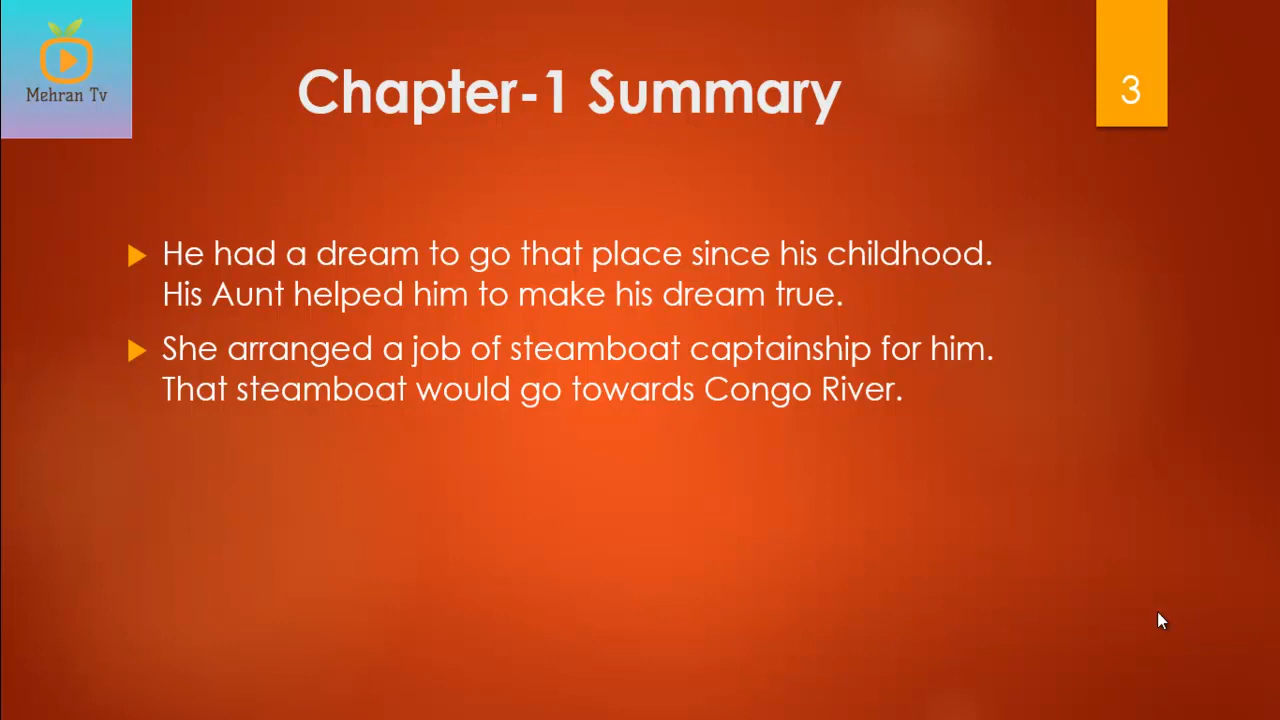 Mehran Tv
Chapter-1 Summary
3
He had a dream to go that place since his childhood.
His Aunt helped him to make his dream true.
She arranged a job of steamboat captainship for him.
That steamboat would go towards Congo River.